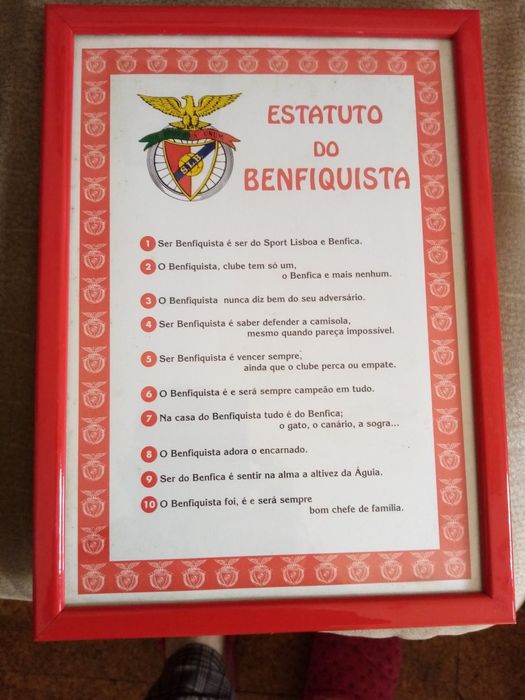 E PLURIBUS UNUM
S.L.B.
ESTATUTO
DO
BENFIQUISTA
1 Ser Benfiquista é ser do Sport Lisboa e Benfica.
2 O Benfiquista, clube tem só um,
o Benfica e mais nenhum.
3 O Benfiquista nunca diz bem do seu adversário.
4 Ser Benfiquista é saber defender a camisola,
mesmo quando pareça impossivel.
5 Ser Benfiquista é vencer sempre,
ainda que o clube perca ou empate.
6 O Benfiquista é e será sempre campeão em tudo.
7 Na casa do Benfiquista tudo é do Benfica;
o gato, o canário, a sogra...
8 O Benfiquista adora o encarnado.
9 Ser do Benfica é sentir na alma a altivez da Águia.
10 O Benfiquista foi, é e será sempre
bom chefe de família.